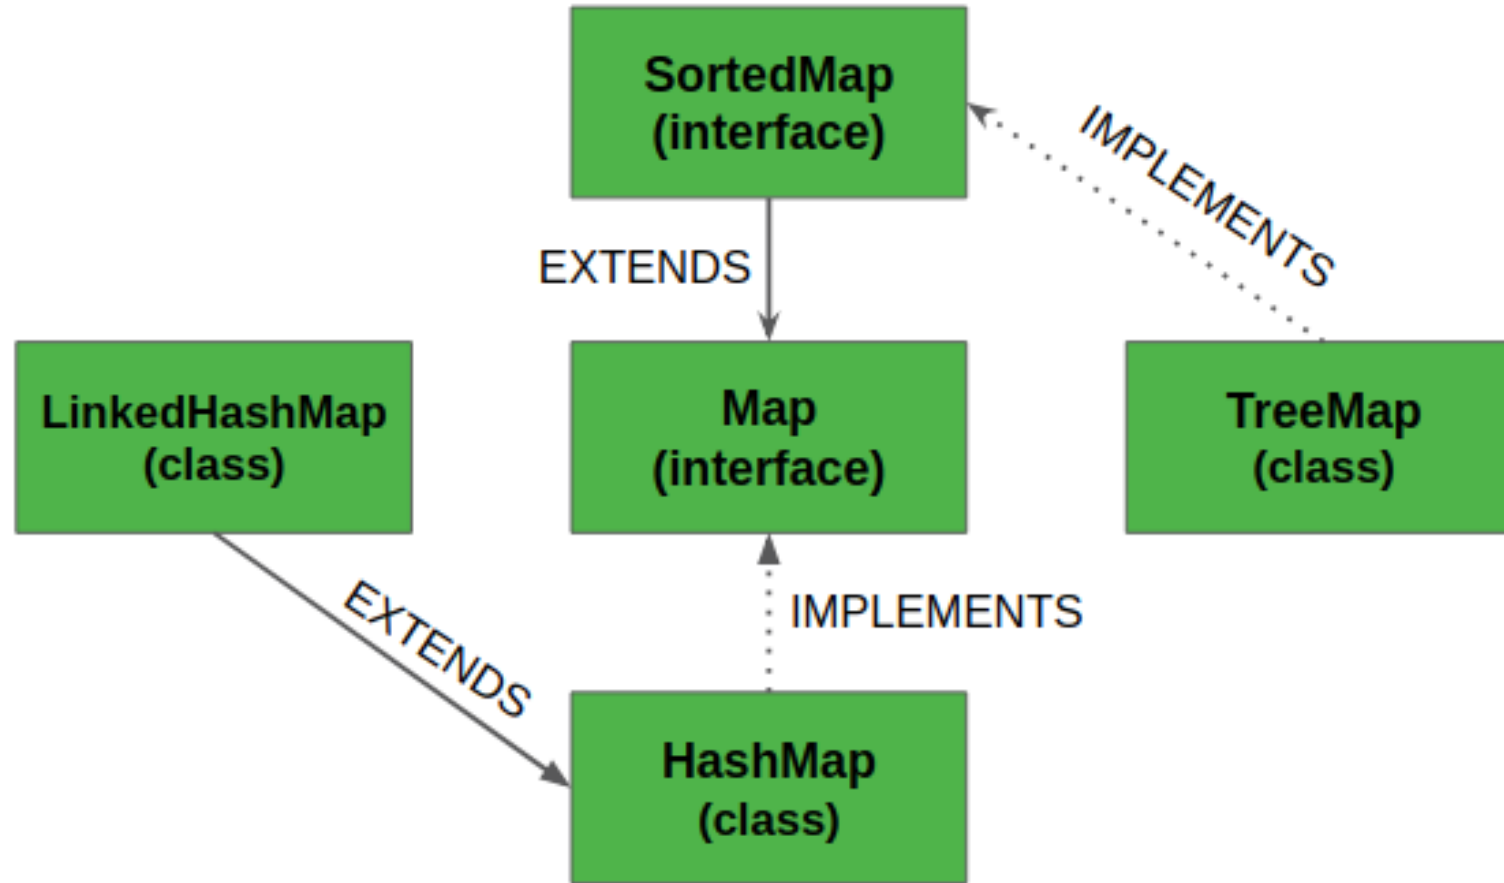 SortedMap
(interface)
IMPLEMENTS
EXTENDS
LinkedHashMap
(class)
Map
(interface)
TreeMap
(class)
EXTENDS
IMPLEMENTS
HashMap
(class)